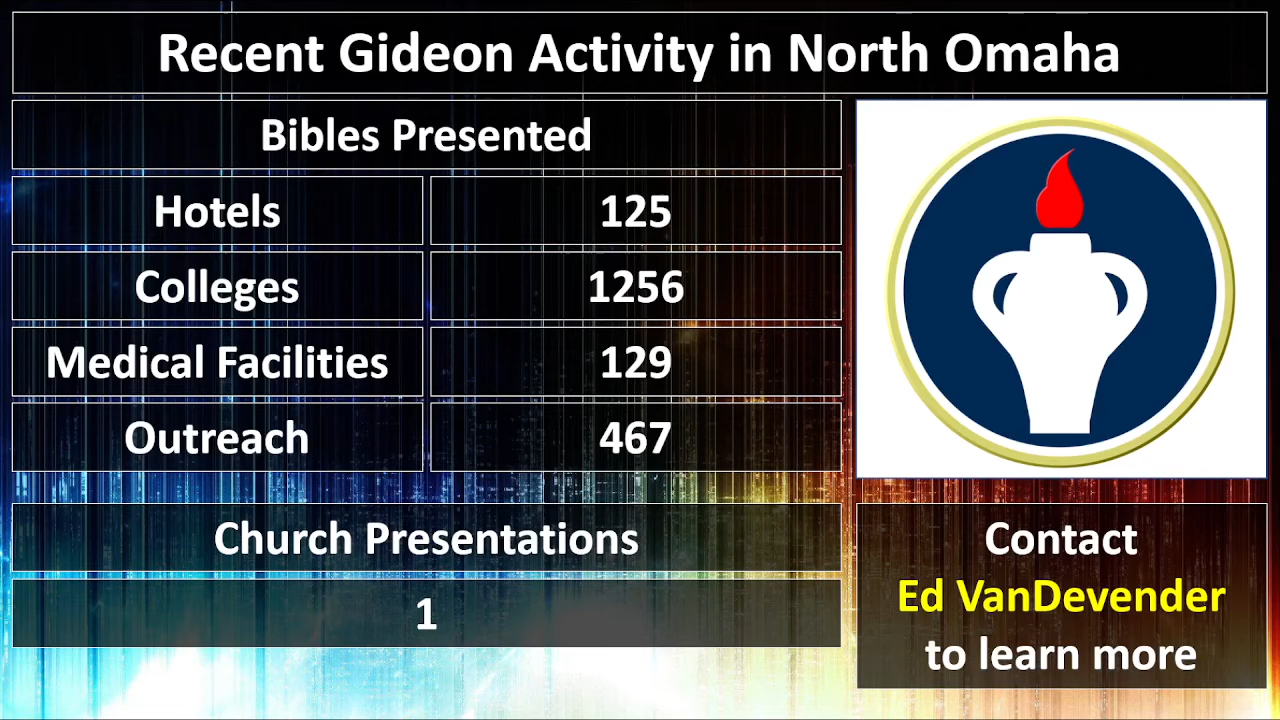 Recent Gideon Activity in North Omaha
Bibles Presented
Hotels 125
Colleges 1256
Medical Facilities 129
Outreach 467
Church Presentations
1
Contact
Ed VanDevender
to learn more